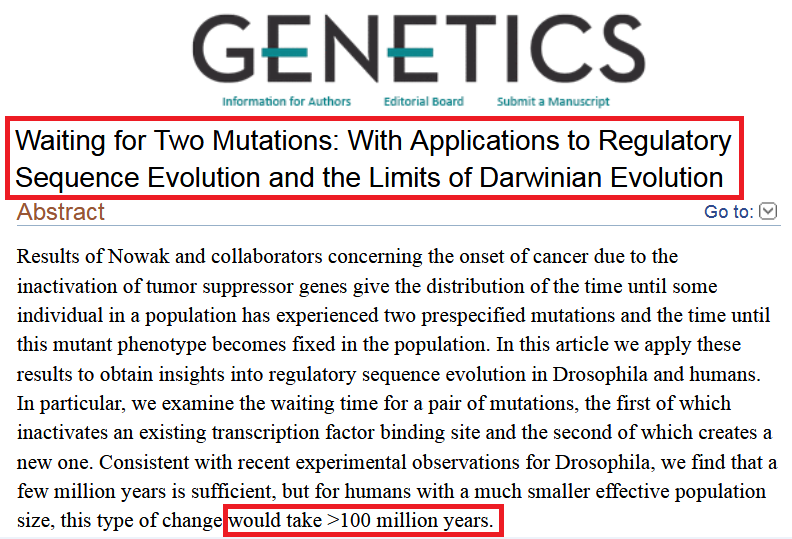 GENETICS
Information for Authors Editorial Board Submit a Manuscript
Waiting for Two Mutations: With Applications to Regulatory
Sequence Evolution and the Limits of Darwinian Evolution
Abstract Go to:
Results of Nowak and collaborators concerning the onset of cancer due to the
inactivation of tumor suppressor genes give the distribution of the time until some
individual in a population has experienced two prespecified mutations and the time until
this mutant phenotype becomes fixed in the population. In this article we apply these
results to obtain insights into regulatory sequence evolution in Drosophila and humans.
In particular, we examine the waiting time for a pair of mutations, the first of which
inactivates an existing transcription factor binding site and the second of which creates a
new one. Consistent with recent experimental observations for Drosophila, we find that a
few million years is sufficient, but for humans with a much smaller effective population
size, this type of change would take >100 million years.